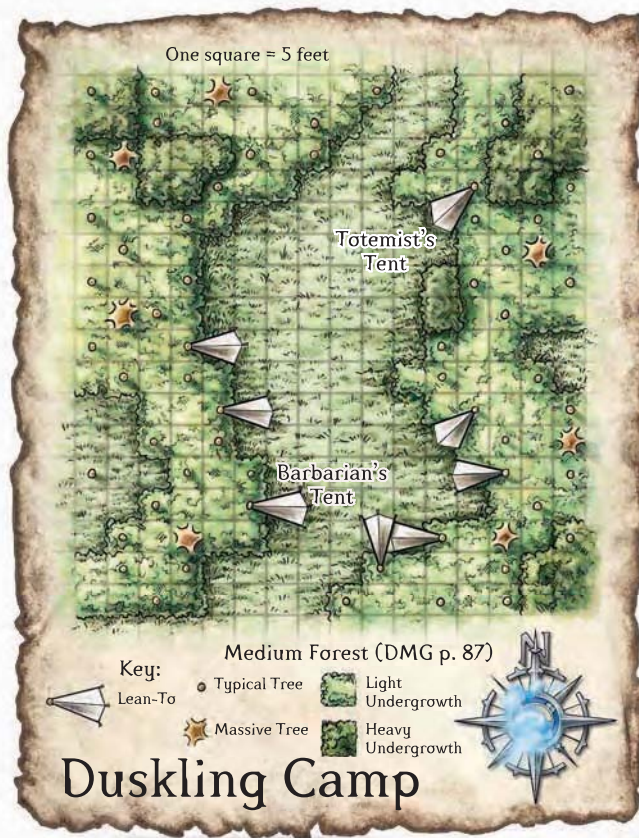 One square = 5 feet
Totemist's
Tent
Barbarian's
Tent
Medium Forest (DMG p. 87)
Key:
Lean-To
Typical Tree
Light
Undergrowth
Massive Tree
Heavy
Undergrowth
N
Duskling Camp